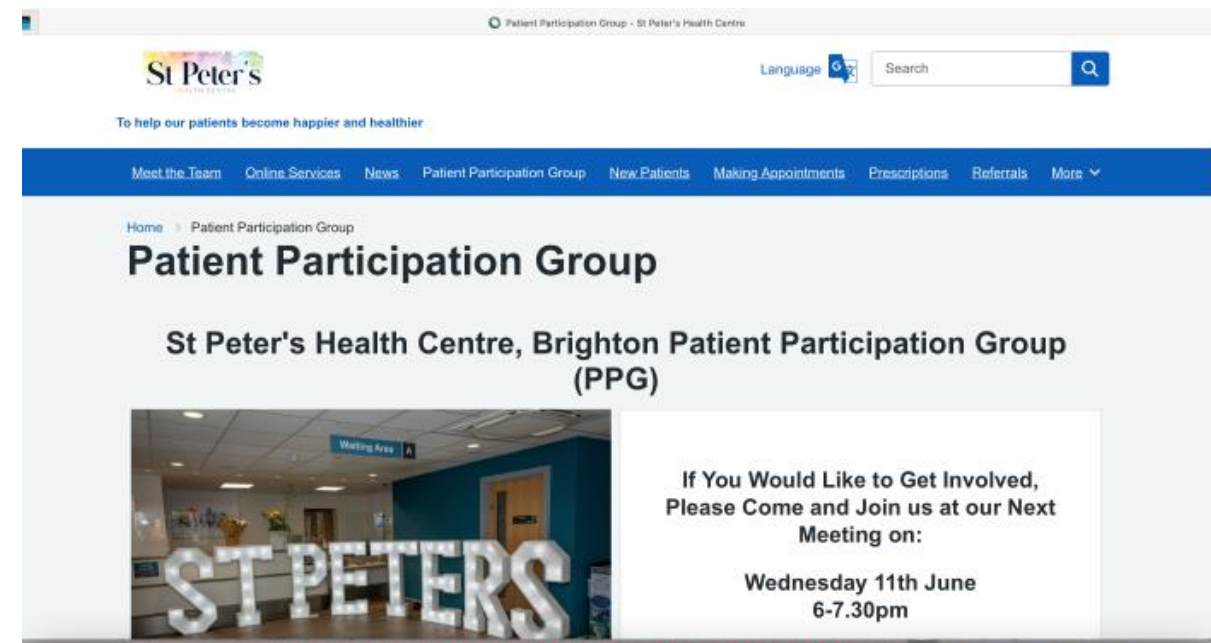 Patient Participation Group - St Peter's Health Centre
St Peter's
HEALTH CENTRE
Language
Search
To help our patients become happier and healthier
Meet the Team Online Services News Patient Participation Group New Patients Making Appointments Prescriptions Referrals More
Home > Patient Participation Group
Patient Participation Group
St Peter's Health Centre, Brighton Patient Participation Group
(PPG)
Waiting Area A
ST PETERS
If You Would Like to Get Involved,
Please Come and Join us at our Next
Meeting on:
Wednesday 11th June
6-7.30pm